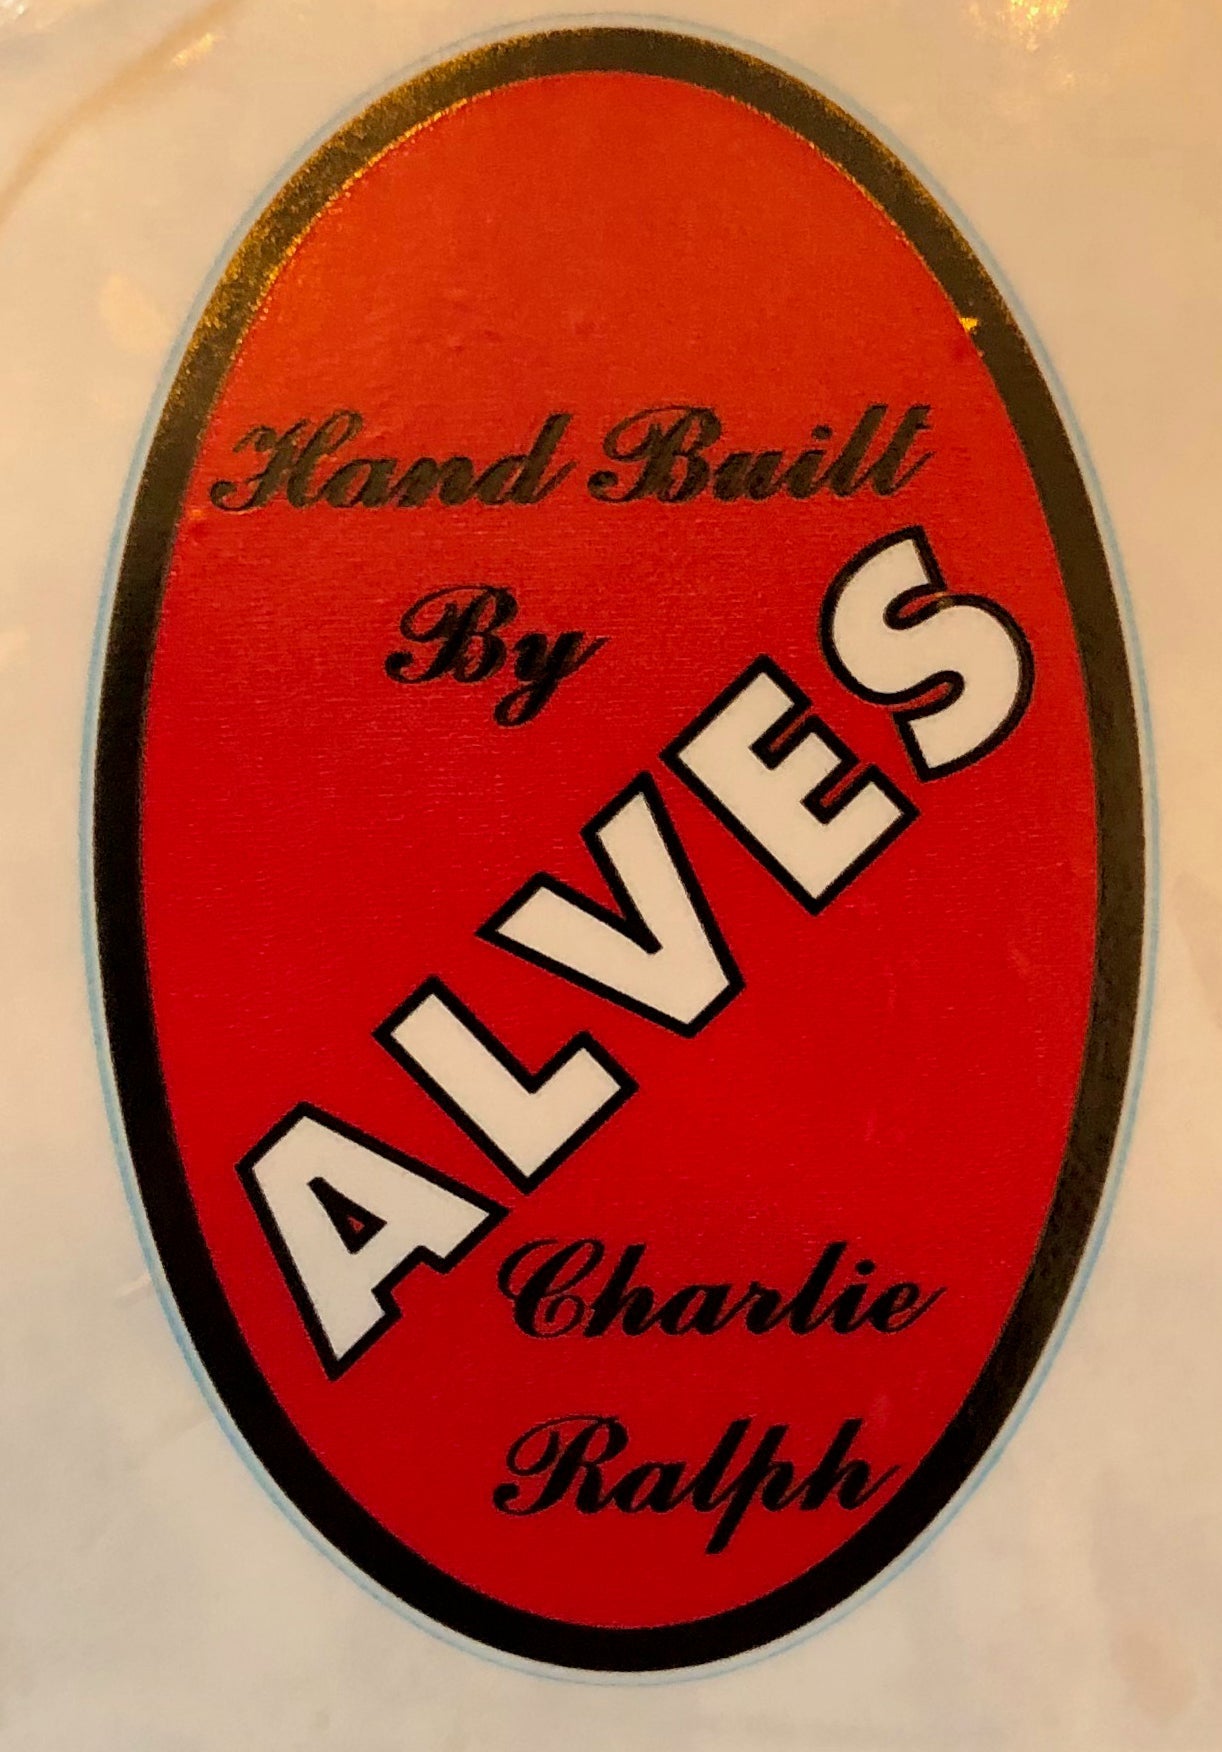 Hand Built
By
ALVES
Charlie
Ralph